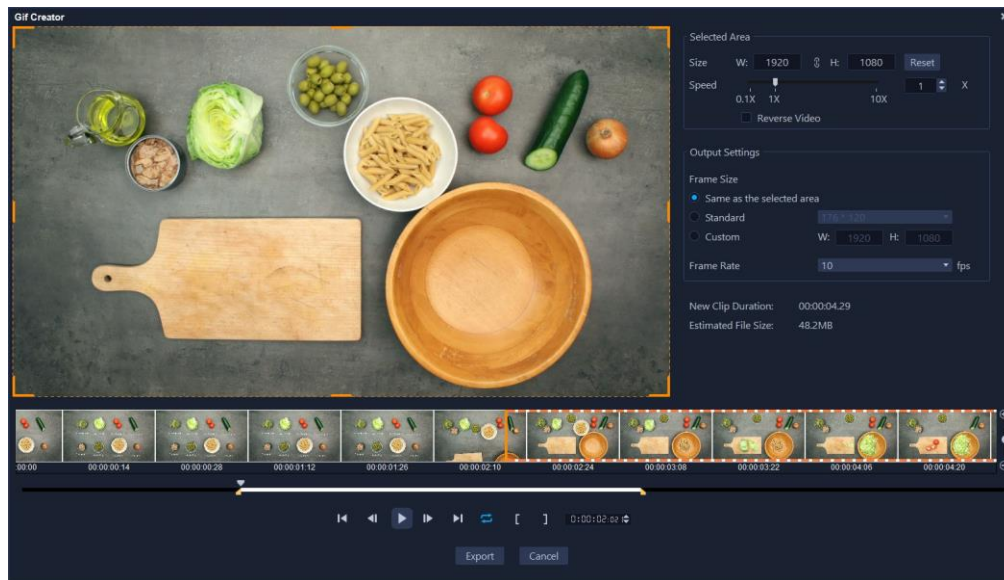 Gif Creator
Selected Area
Size W: 1920 H: 1080 Reset
Speed 1 X
0.1X 1X 10X
Reverse Video
Output Settings
Frame Size
Same as the selected area
Standard 176 * 120
Custom W: 1920 H: 1080
Frame Rate 10 fps
New Clip Duration: 00:00:04.29
Estimated File Size: 48.2MB
:00:00 00:00:00:14 00:00:00:28 00:00:01:12 00:00:01:26 00:00:02:10 00:00:02:24 00:00:03:08 00:00:03:22 00:00:04:06 00:00:04:20
[ ] 0:00:02:02
Export Cancel